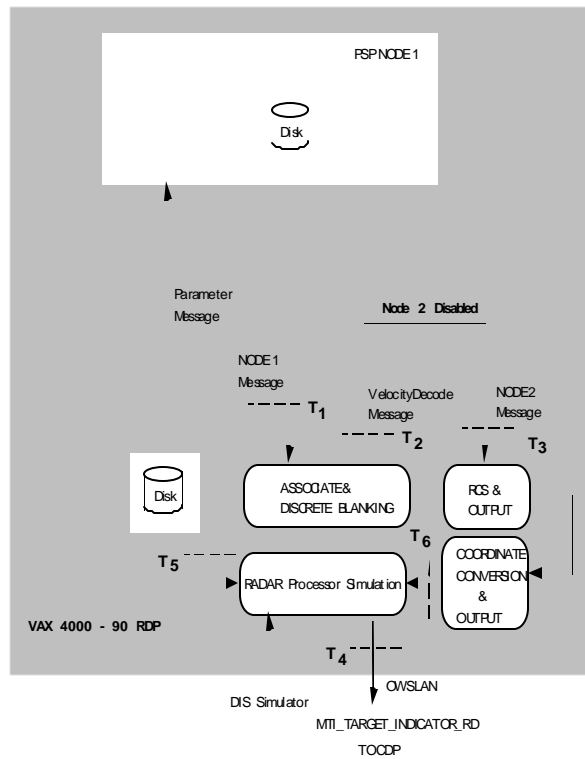 PSP NODE 1
Disk
Parameter
Message
Node 2 Disabled
NODE 1
Message
T1
VelocityDecode
Message
T2
NODE2
Message
T3
Disk
ASSOCIATE &
DISCRETE BLANKING
RCS &
OUTPUT
T6
T5
RADAR Processor Simulation
COORDINATE
CONVERSION
&
OUTPUT
VAX 4000 - 90 RDP
T4
OWSLAN
DIS Simulator
MTI_TARGET_INDICATOR_RD
TOCDP